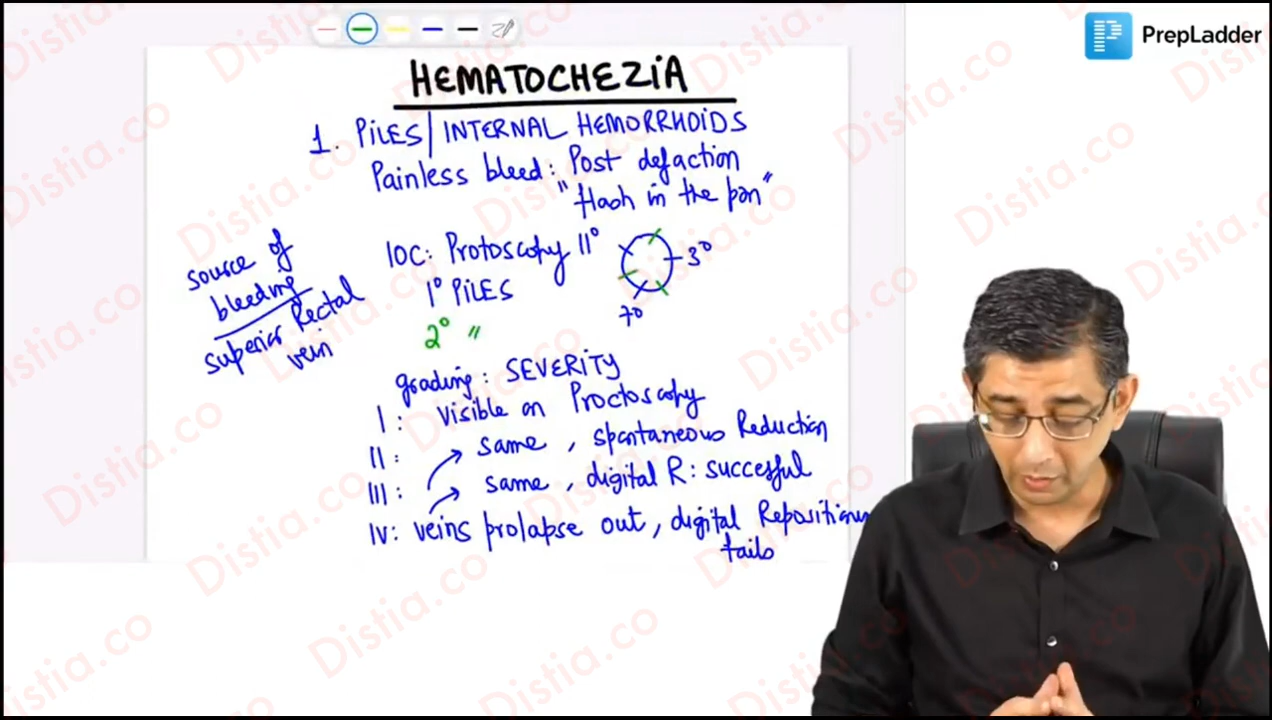 PrepLadder
HEMATOCHEZIA
1. PILES/INTERNAL HEMORRHOIDS
Painless bleed: Post defaction
"flash in the pan"
IOC: Protoscopy 11°
3°
7°
1° PILES
2° "
source of
bleeding
superior Rectal
vein
grading: SEVERITY
I: visible on Proctoscopy
II: same, spontaneous Reduction
III: same, digital R: succesful
IV: veins prolapse out, digital Repositioning
fails
Distia.co